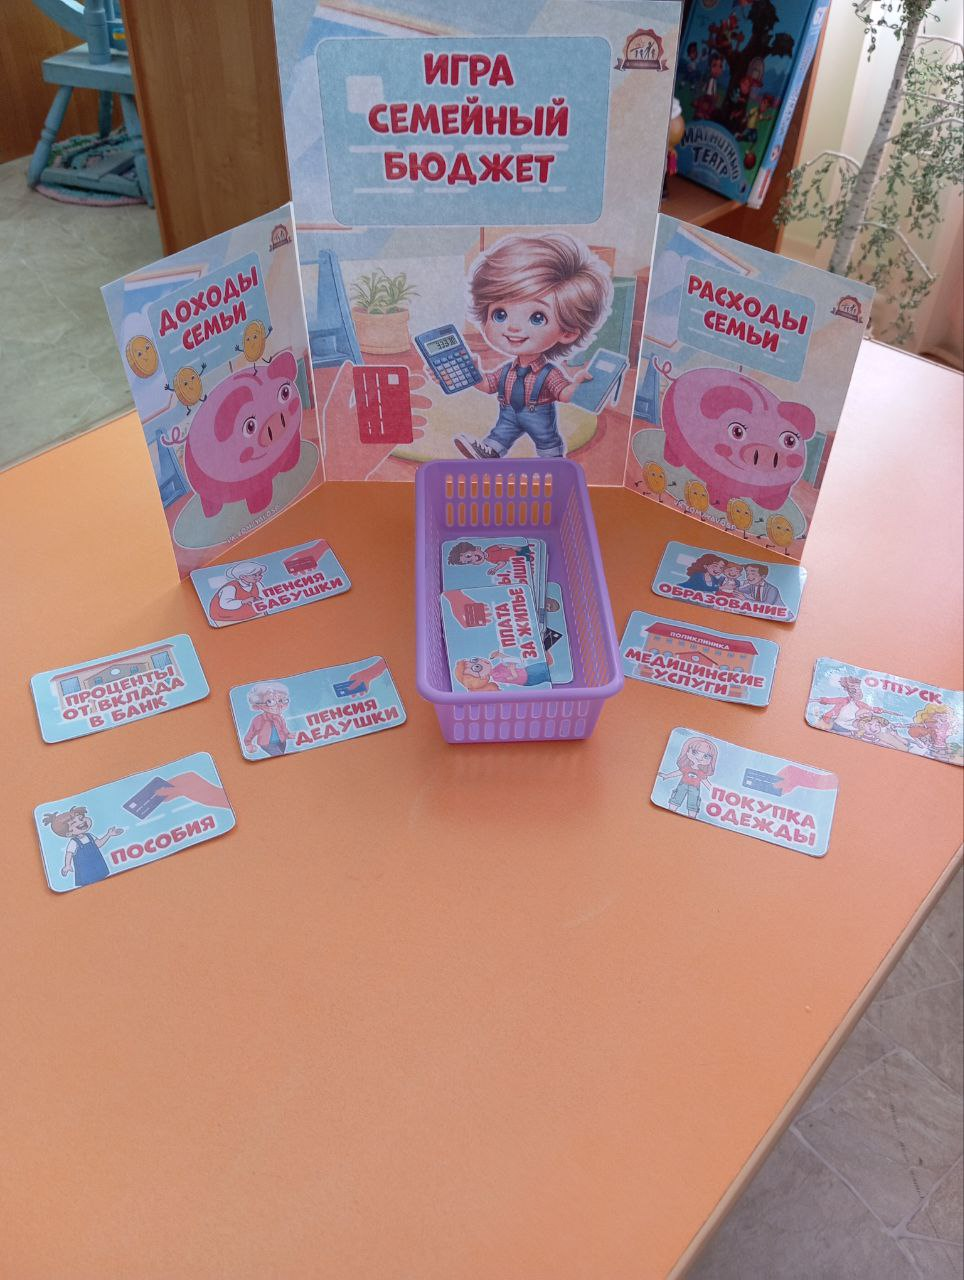 ИГРА
СЕМЕЙНЫЙ
БЮДЖЕТ
МАГНИТНЫЙ
ТЕАТР
ДОХОДЫ
СЕМЬИ
РАСХОДЫ
СЕМЬИ
ПЕНСИЯ
БАБУШКИ
ПРОЦЕНТЫ
ОТ ВКЛАДА
В БАНК
ПЕНСИЯ
ДЕДУШКИ
ПОСОБИЯ
ПЛАТА
ЗА ЖИЛЬЕ
ОБРАЗОВАНИЕ
ПОЛИКЛИНИКА
МЕДИЦИНСКИЕ
УСЛУГИ
ОТПУСК
ПОКУПКА
ОДЕЖДЫ